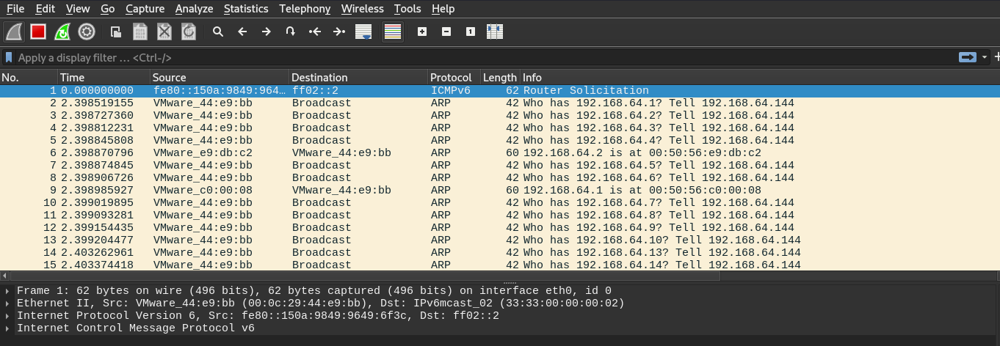 File Edit View Go Capture Analyze Statistics Telephony Wireless Tools Help
Apply a display filter … <Ctrl-/>
No. Time Source Destination Protocol Length Info
1 0.000000000 fe80::150a:9849:964… ff02::2 ICMPv6 62 Router Solicitation
2 2.398519155 VMware_44:e9:bb Broadcast ARP 42 Who has 192.168.64.1? Tell 192.168.64.144
3 2.398727360 VMware_44:e9:bb Broadcast ARP 42 Who has 192.168.64.2? Tell 192.168.64.144
4 2.398812231 VMware_44:e9:bb Broadcast ARP 42 Who has 192.168.64.3? Tell 192.168.64.144
5 2.398845808 VMware_44:e9:bb Broadcast ARP 42 Who has 192.168.64.4? Tell 192.168.64.144
6 2.398870796 VMware_e9:db:c2 VMware_44:e9:bb ARP 60 192.168.64.2 is at 00:50:56:e9:db:c2
7 2.398874845 VMware_44:e9:bb Broadcast ARP 42 Who has 192.168.64.5? Tell 192.168.64.144
8 2.398906726 VMware_44:e9:bb Broadcast ARP 42 Who has 192.168.64.6? Tell 192.168.64.144
9 2.398985927 VMware_c0:00:08 VMware_44:e9:bb ARP 60 192.168.64.1 is at 00:50:56:c0:00:08
10 2.399019895 VMware_44:e9:bb Broadcast ARP 42 Who has 192.168.64.7? Tell 192.168.64.144
11 2.399093281 VMware_44:e9:bb Broadcast ARP 42 Who has 192.168.64.8? Tell 192.168.64.144
12 2.399154435 VMware_44:e9:bb Broadcast ARP 42 Who has 192.168.64.9? Tell 192.168.64.144
13 2.399204477 VMware_44:e9:bb Broadcast ARP 42 Who has 192.168.64.10? Tell 192.168.64.144
14 2.403262961 VMware_44:e9:bb Broadcast ARP 42 Who has 192.168.64.13? Tell 192.168.64.144
15 2.403374418 VMware_44:e9:bb Broadcast ARP 42 Who has 192.168.64.14? Tell 192.168.64.144
Frame 1: 62 bytes on wire (496 bits), 62 bytes captured (496 bits) on interface eth0, id 0
Ethernet II, Src: VMware_44:e9:bb (00:0c:29:44:e9:bb), Dst: IPv6mcast_02 (33:33:00:00:00:02)
Internet Protocol Version 6, Src: fe80::150a:9849:9649:6f3c, Dst: ff02::2
Internet Control Message Protocol v6